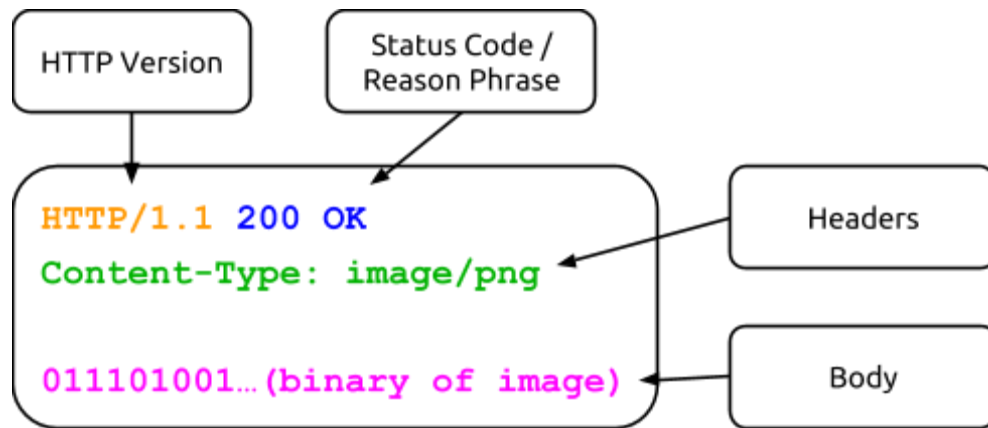 HTTP Version
Status Code /
Reason Phrase
HTTP/1.1 200 OK
Headers
Content-Type: image/png
011101001…(binary of image)
Body